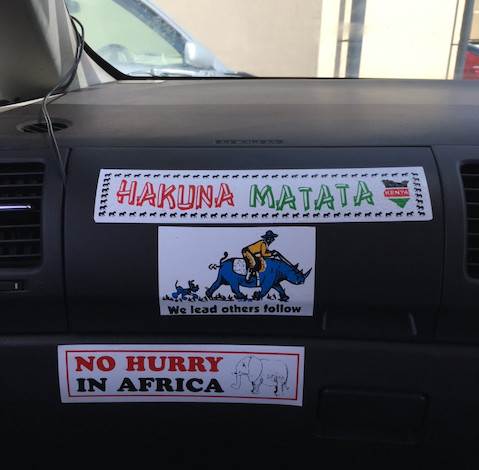 HAKUNA MATATA KENYA
We lead others follow
NO HURRY
IN AFRICA